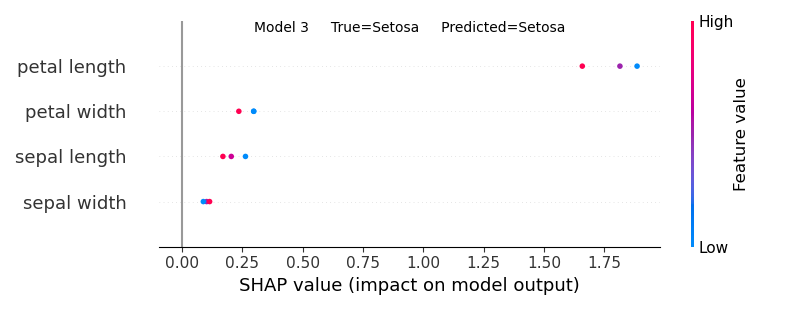 Model 3 True=Setosa Predicted=Setosa
High
petal length
petal width
sepal length
sepal width
Feature value
Low
0.00 0.25 0.50 0.75 1.00 1.25 1.50 1.75
SHAP value (impact on model output)